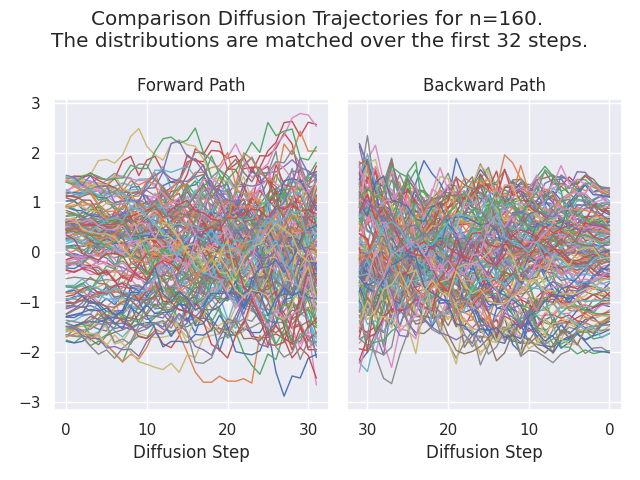 Comparison Diffusion Trajectories for n=160.
The distributions are matched over the first 32 steps.
Forward Path
Backward Path
3
2
1
0
−1
−2
−3
0 10 20 30
30 20 10 0
Diffusion Step
Diffusion Step